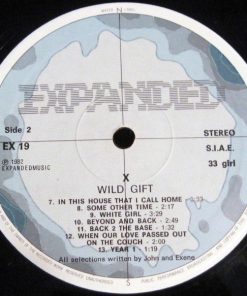 EXPANDED
Side 2
STEREO
EX 19
S.I.A.E.
℗ 1982
EXPANDEDMUSIC
33 giri
X
WILD GIFT
7. IN THIS HOUSE THAT I CALL HOME - 3:33
8. SOME OTHER TIME - 2:17
9. WHITE GIRL - 3:29
10. BEYOND AND BACK - 2:49
11. BACK 2 THE BASE - 1:32
12. WHEN OUR LOVE PASSED OUT
ON THE COUCH - 2:00
13. YEAR 1 - 1:19
All selections written by John and Exene
S